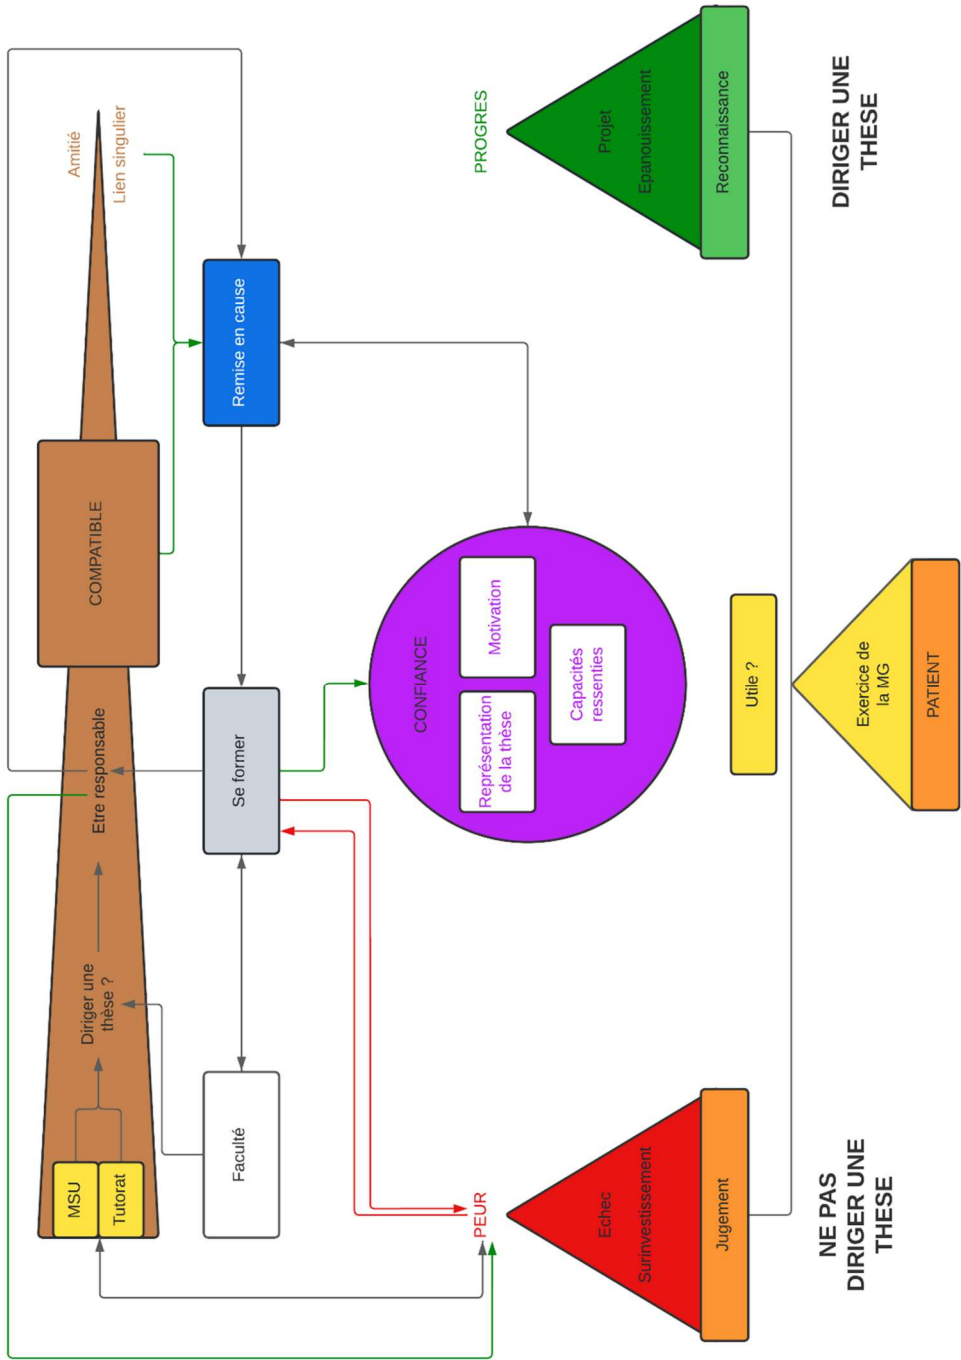 MSU
Tutorat
Diriger une
thèse ?
Etre responsable
COMPATIBLE
Amitié
Lien singulier
Faculté
Se former
Remise en cause
CONFIANCE
Représentation
de la thèse
Motivation
Capacités
ressenties
PEUR
Echec
Surinvestissement
Jugement
NE PAS
DIRIGER UNE
THESE
Utile ?
Exercice de
la MG
PATIENT
PROGRES
Projet
Epanouissement
Reconnaissance
DIRIGER UNE
THESE